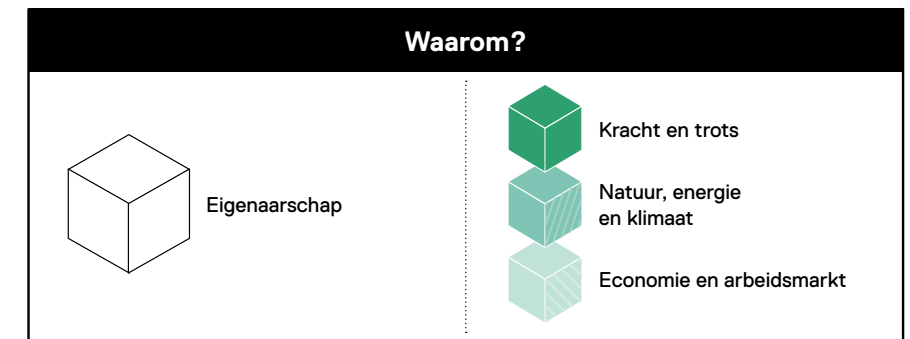 Waarom?
Eigenaarschap
Kracht en trots
Natuur, energie
en klimaat
Economie en arbeidsmarkt